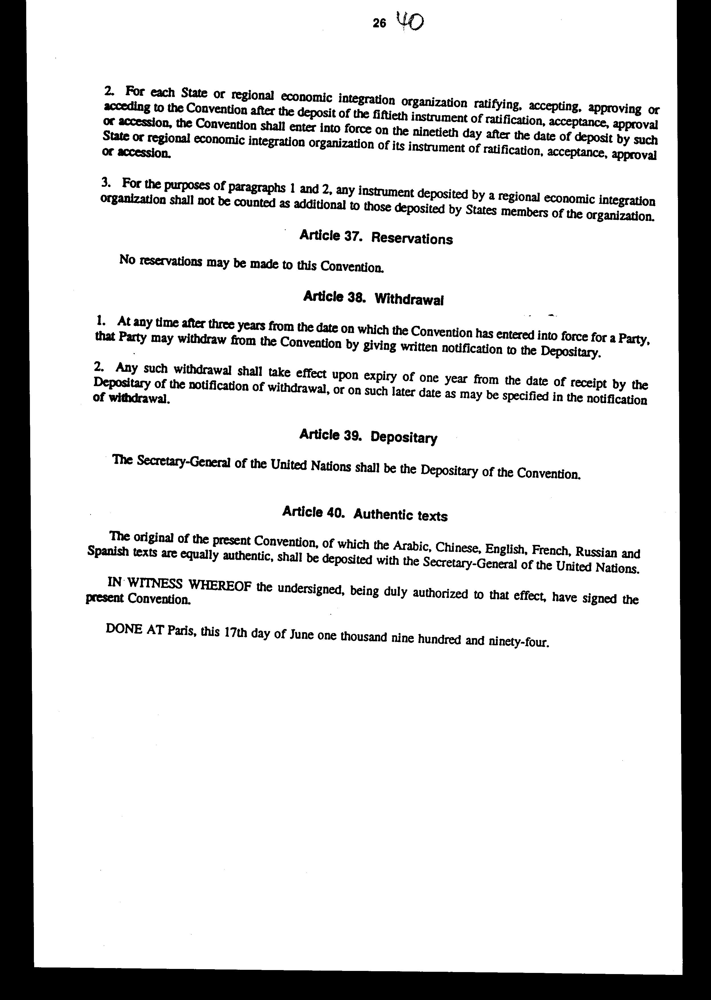 26 40
2. For each State or regional economic integration organization ratifying, accepting, approving or
acceding to the Convention after the deposit of the fiftieth instrument of ratification, acceptance, approval
or accession, the Convention shall enter into force on the ninetieth day after the date of deposit by such
State or regional economic integration organization of its instrument of ratification, acceptance, approval
or accession.
3. For the purposes of paragraphs 1 and 2, any instrument deposited by a regional economic integration
organization shall not be counted as additional to those deposited by States members of the organization.
Article 37. Reservations
No reservations may be made to this Convention.
Article 38. Withdrawal
1. At any time after three years from the date on which the Convention has entered into force for a Party,
that Party may withdraw from the Convention by giving written notification to the Depositary.
2. Any such withdrawal shall take effect upon expiry of one year from the date of receipt by the
Depositary of the notification of withdrawal, or on such later date as may be specified in the notification
of withdrawal.
Article 39. Depositary
The Secretary-General of the United Nations shall be the Depositary of the Convention.
Article 40. Authentic texts
The original of the present Convention, of which the Arabic, Chinese, English, French, Russian and
Spanish texts are equally authentic, shall be deposited with the Secretary-General of the United Nations.
IN WITNESS WHEREOF the undersigned, being duly authorized to that effect, have signed the
present Convention.
DONE AT Paris, this 17th day of June one thousand nine hundred and ninety-four.